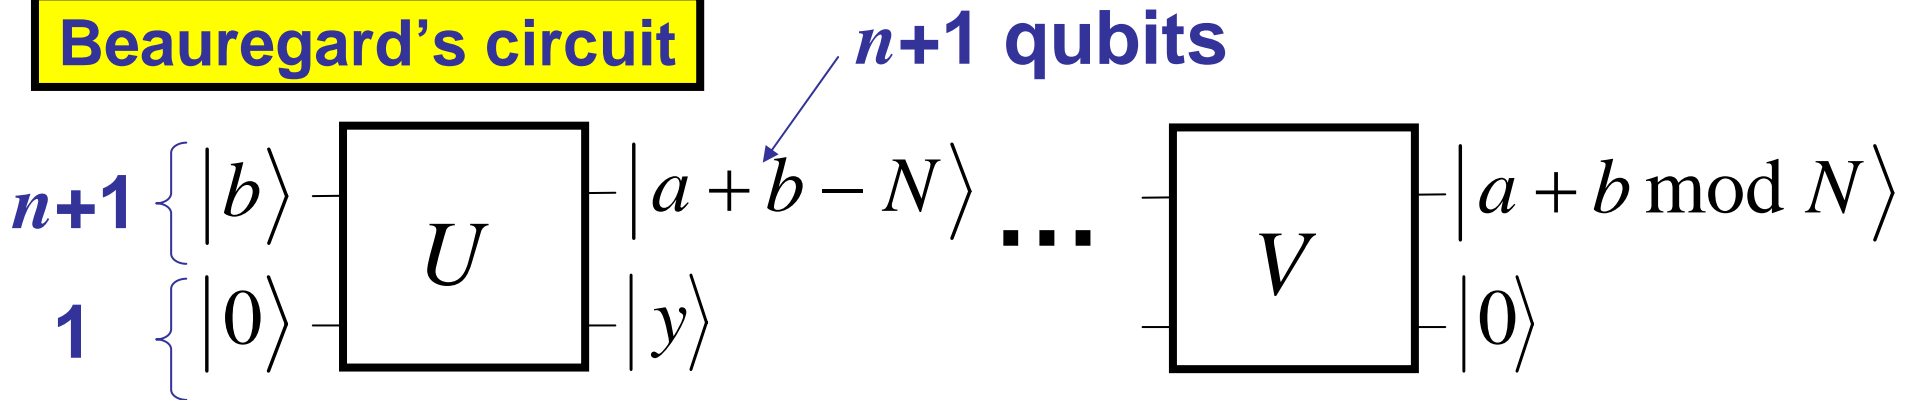 Beauregard’s circuit
n+1 qubits
n+1 |b⟩ U |a + b − N⟩ ... V |a + b mod N⟩
1 |0⟩ |y⟩ |0⟩